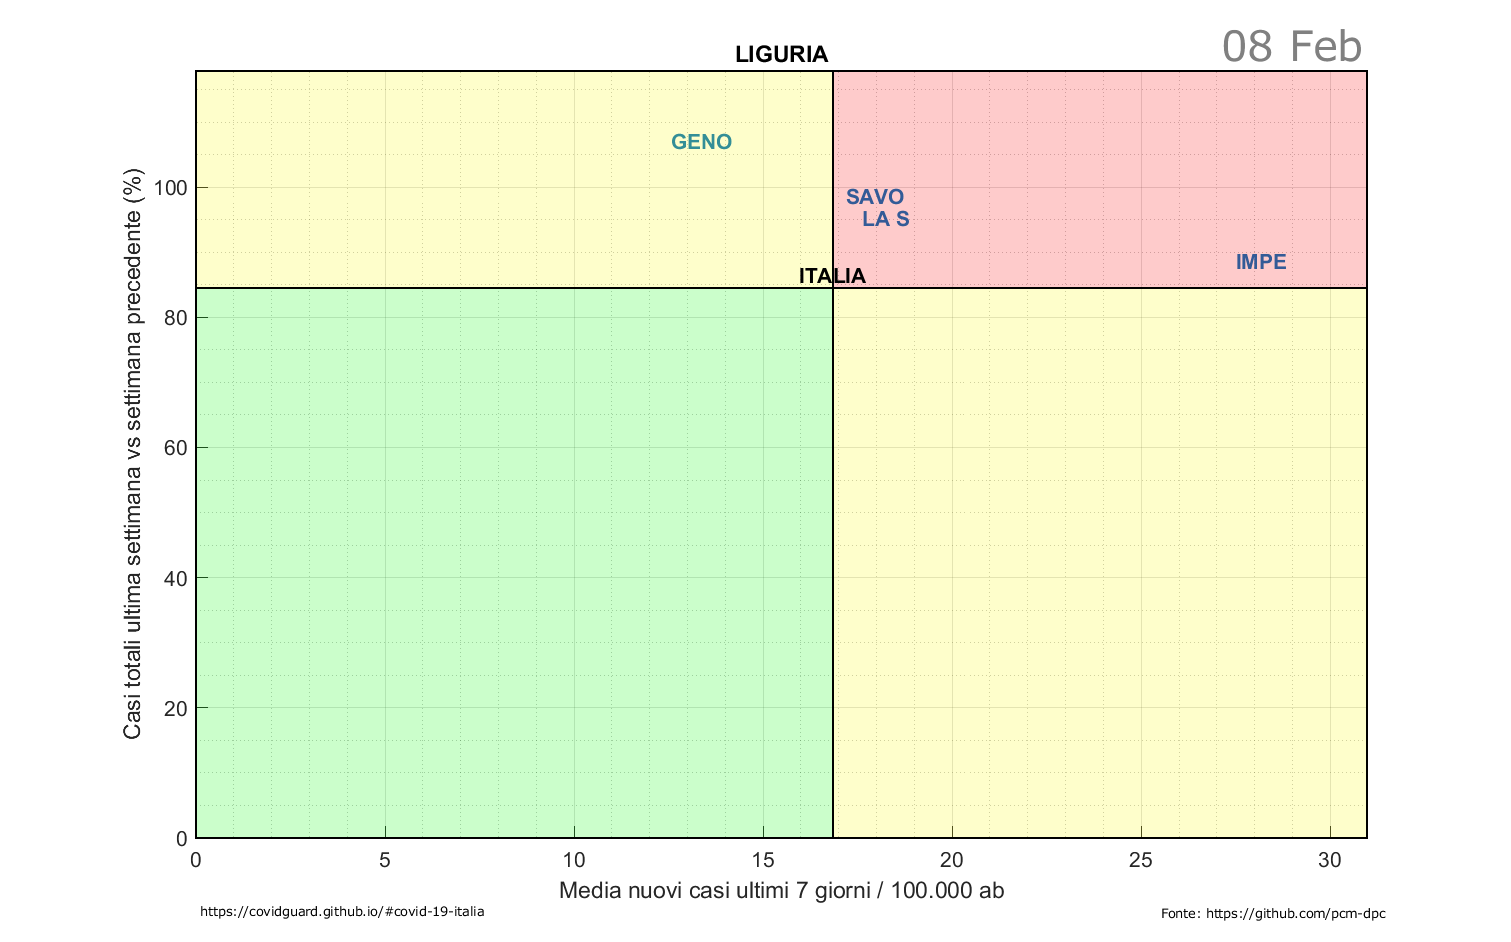 08 Feb
LIGURIA
GENO
SAVO
LA S
IMPE
ITALIA
Casi totali ultima settimana vs settimana precedente (%)
100
80
60
40
20
0
0 5 10 15 20 25 30
Media nuovi casi ultimi 7 giorni / 100.000 ab
https://covidguard.github.io/#covid-19-italia
Fonte: https://github.com/pcm-dpc